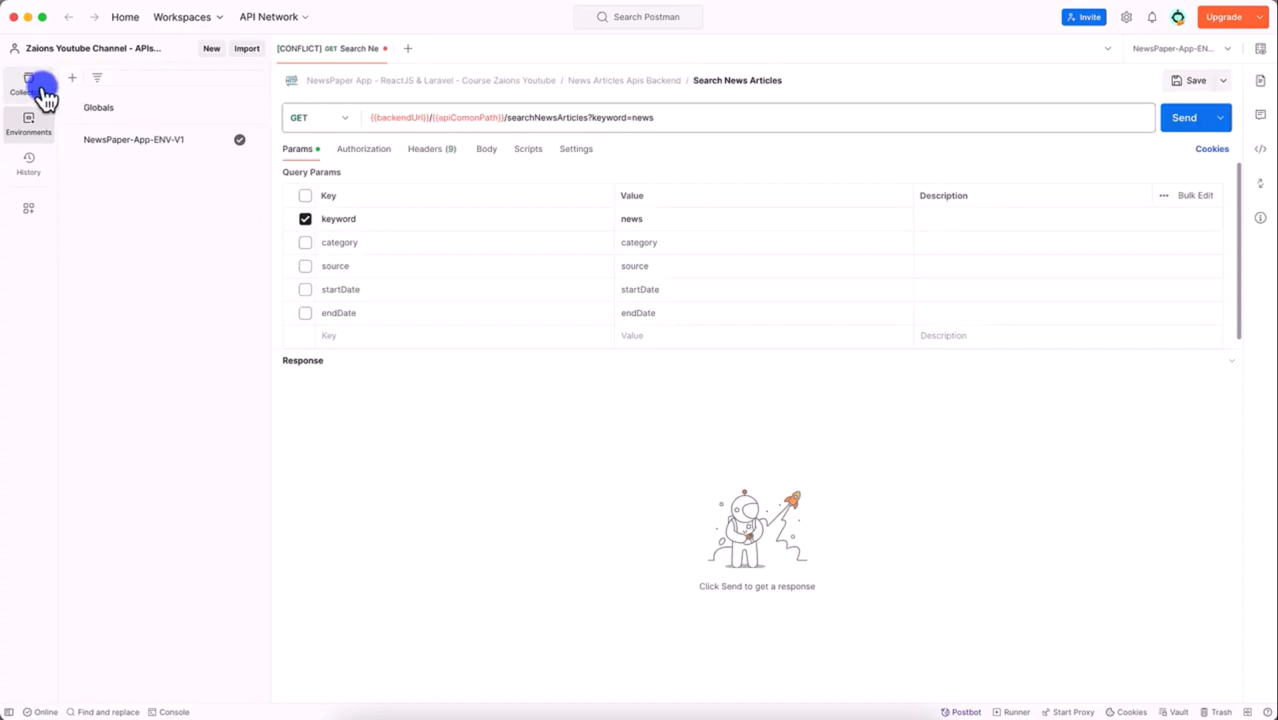 Home Workspaces API Network Search Postman Invite Upgrade
Zaions Youtube Channel - APIs... New Import [CONFLICT] GET Search Ne NewsPaper-App-EN...
NewsPaper App - ReactJS & Laravel - Course Zaions Youtube / News Articles Apis Backend / Search News Articles Save
Globals
GET {{backendUrl}}/{{apiComonPath}}/searchNewsArticles?keyword=news Send
Environments
NewsPaper-App-ENV-V1
Params Authorization Headers (9) Body Scripts Settings Cookies
History
Query Params
Key Value Description Bulk Edit
keyword news
category category
source source
startDate startDate
endDate endDate
Key Value Description
Response
Click Send to get a response
Online Find and replace Console Postbot Runner Start Proxy Cookies Vault Trash